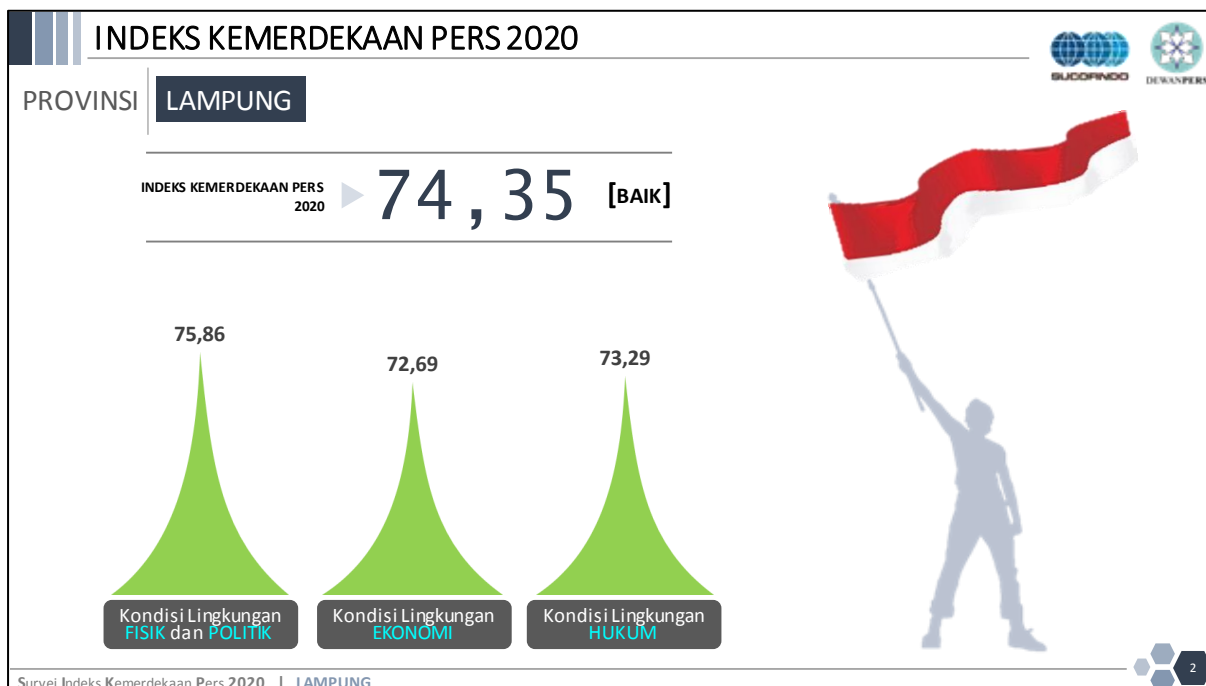 INDEKS KEMERDEKAAN PERS 2020
SUCOFINDO
DEWAN PERS
PROVINSI
LAMPUNG
INDEKS KEMERDEKAAN PERS
2020
74,35
[BAIK]
75,86
72,69
73,29
Kondisi Lingkungan
FISIK dan POLITIK
Kondisi Lingkungan
EKONOMI
Kondisi Lingkungan
HUKUM
Survei Indeks Kemerdekaan Pers 2020 | LAMPUNG
2